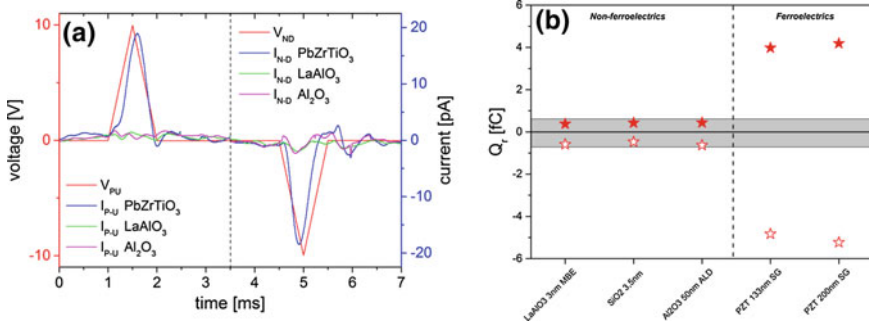 (a)
V_ND
I_N-D PbZrTiO₃
I_N-D LaAlO₃
I_N-D Al₂O₃
V_PU
I_P-U PbZrTiO₃
I_P-U LaAlO₃
I_P-U Al₂O₃
voltage [V]
10
0
-10
current [pA]
20
10
0
-10
-20
0 1 2 3 4 5 6 7
time [ms]
(b)
Non-ferroelectrics Ferroelectrics
Q_r [fC]
6
4
2
0
-2
-4
-6
LaAlO3 3nm MBE
SiO2 3.5nm
Al2O3 50nm ALD
PZT 133nm SG
PZT 200nm SG